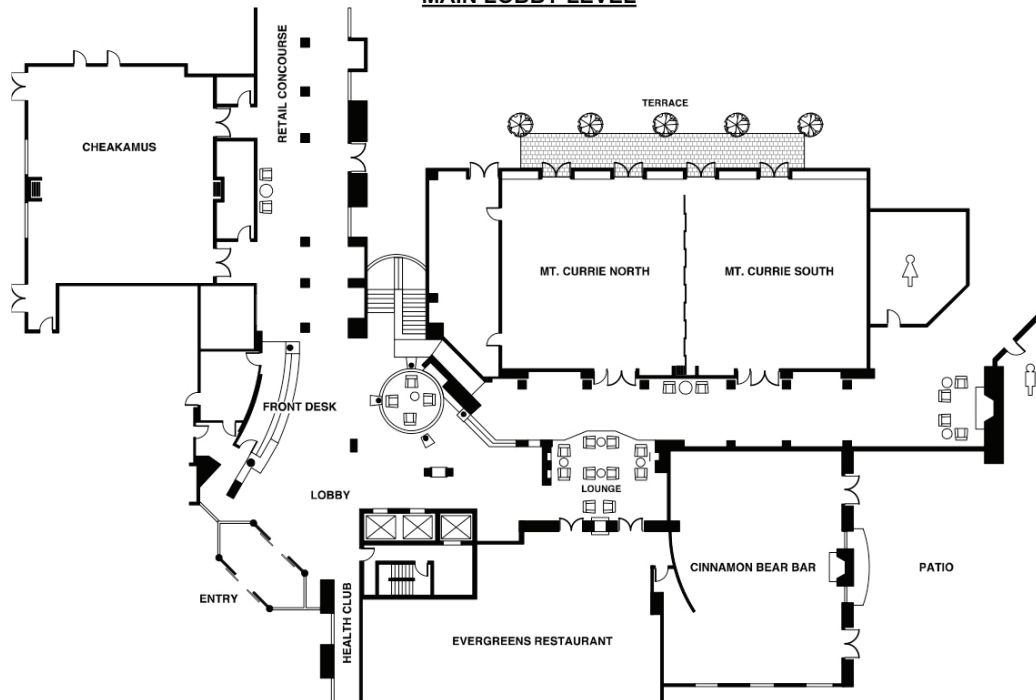 MAIN LOBBY LEVEL
RETAIL CONCOURSE
TERRACE
CHEAKAMUS
MT. CURRIE NORTH
MT. CURRIE SOUTH
FRONT DESK
LOBBY
LOUNGE
CINNAMON BEAR BAR
PATIO
ENTRY
HEALTH CLUB
EVERGREENS RESTAURANT